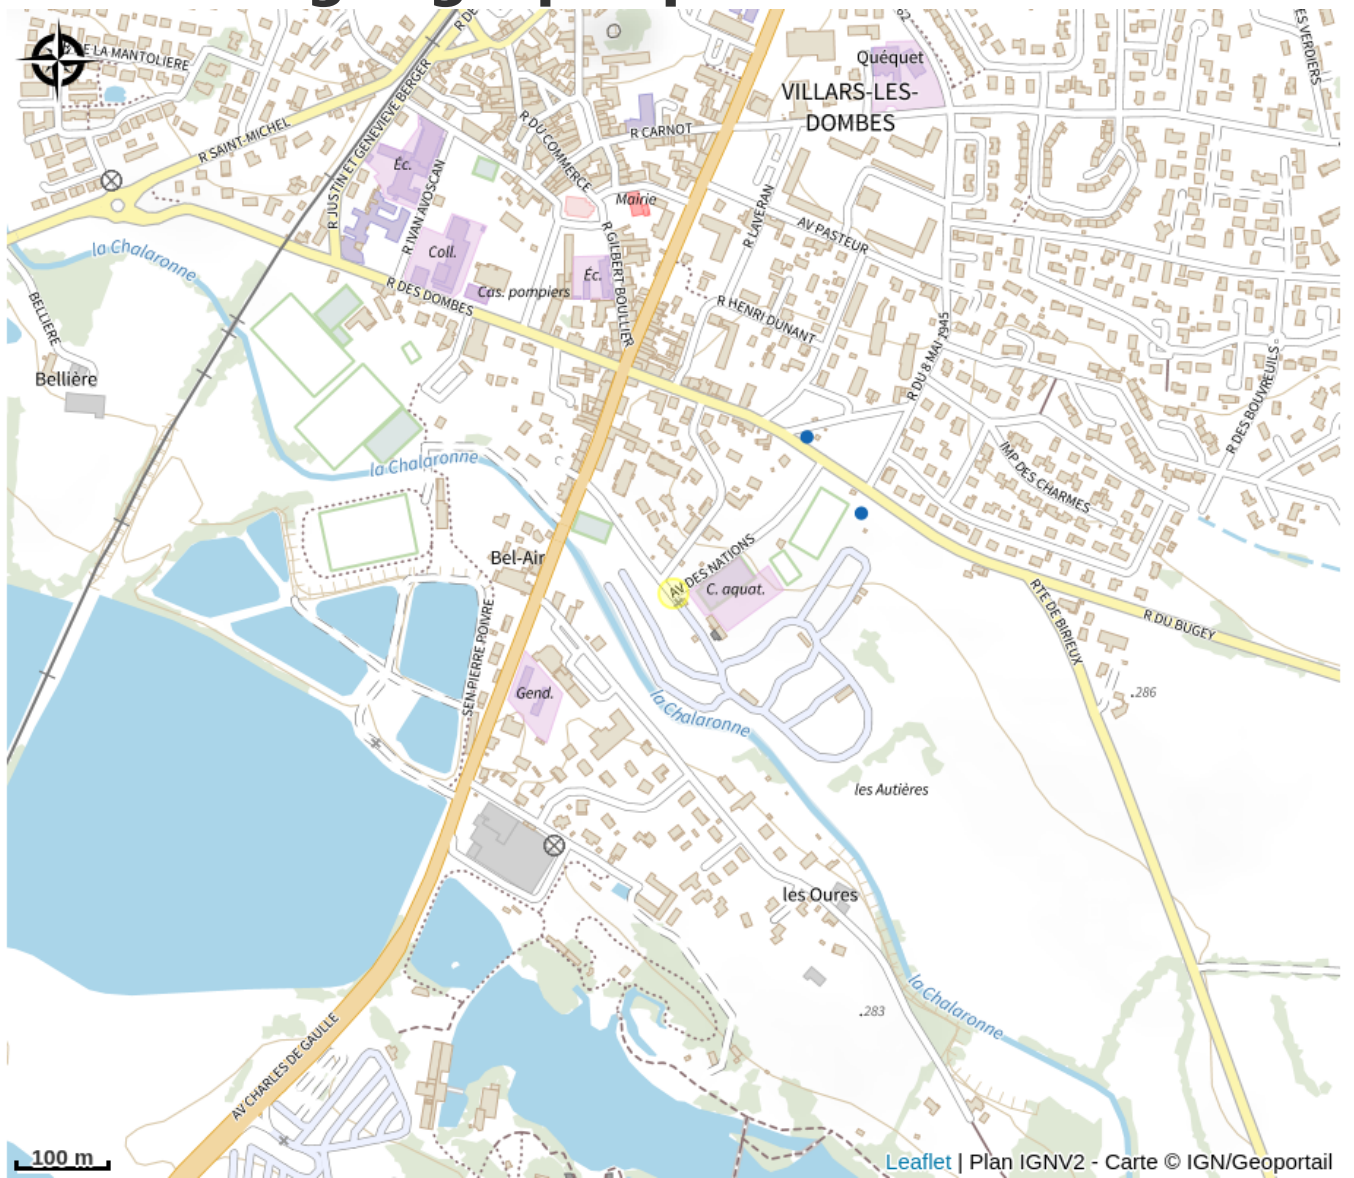 R DE LA MANTOLIERE
R SAINT-MICHEL
R JUSTIN ET GENEVIEVE BERGER
R DU COMMERCE
R CARNOT
Quéquet
VILLARS-LES-
DOMBES
ES VERDIERS
Éc.
R IVAN AVOSCAN
Coll.
Mairie
R GILBERT BOULLIER
Éc.
Cas. pompiers
R DES DOMBES
R LAVERAN
AV PASTEUR
R HENRI DUNANT
R DU 8 MAI 1945
R DES BOUVREUILS
IMP DES CHARMES
la Chalaronne
BELLIERE
Bellière
la Chalaronne
Bel-Air
AV DES NATIONS
C. aquat.
RTE DE BIRIEUX
R DU BUGEY
SEN PIERRE POIVRE
Gend.
la Chalaronne
.286
les Autières
les Oures
.283
la Chalaronne
AV CHARLES DE GAULLE
100 m
Leaflet | Plan IGNV2 - Carte © IGN/Geoportail